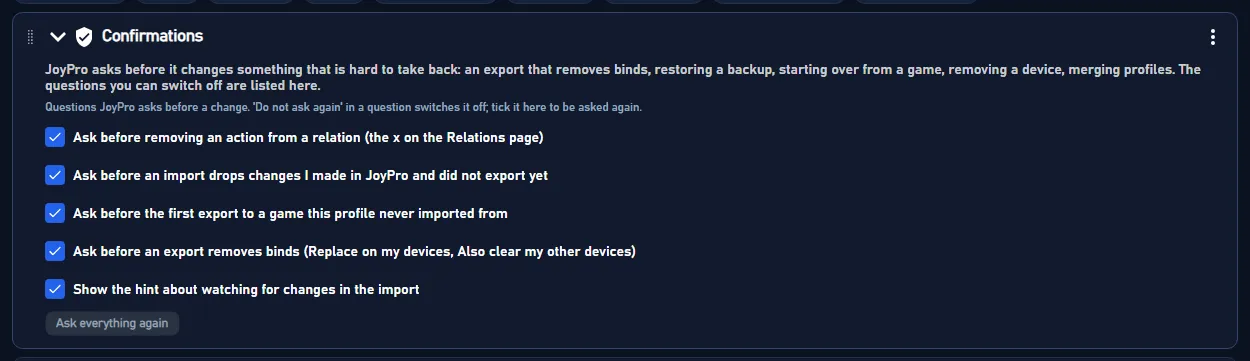 Confirmations
JoyPro asks before it changes something that is hard to take back: an export that removes binds, restoring a backup, starting over from a game, removing a device, merging profiles. The
questions you can switch off are listed here.
Questions JoyPro asks before a change. 'Do not ask again' in a question switches it off; tick it here to be asked again.
Ask before removing an action from a relation (the x on the Relations page)
Ask before an import drops changes I made in JoyPro and did not export yet
Ask before the first export to a game this profile never imported from
Ask before an export removes binds (Replace on my devices, Also clear my other devices)
Show the hint about watching for changes in the import
Ask everything again